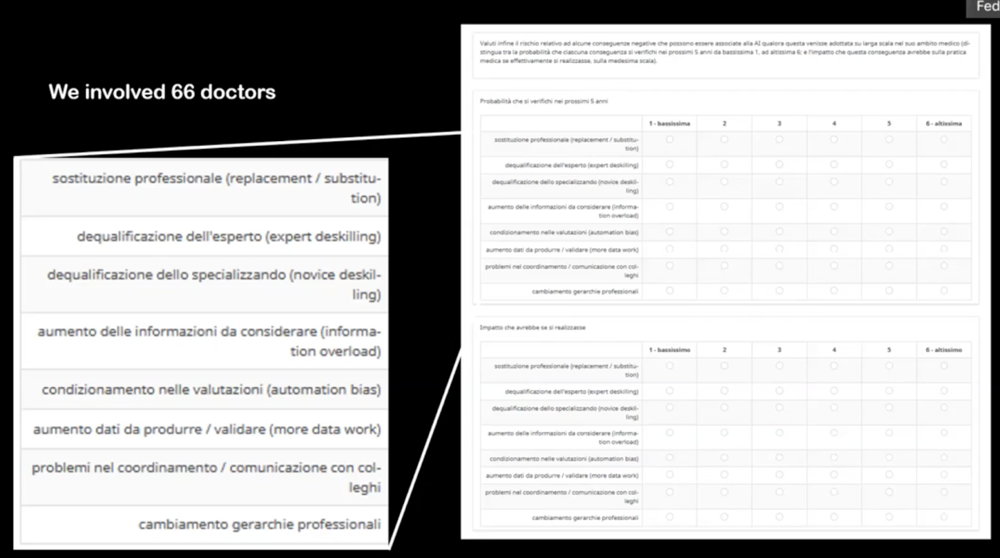 Fed
We involved 66 doctors
sostituzione professionale (replacement / substitu-
tion)
dequalificazione dell'esperto (expert deskilling)
dequalificazione dello specializzando (novice deskil-
ling)
aumento delle informazioni da considerare (informa-
tion overload)
condizionamento nelle valutazioni (automation bias)
aumento dati da produrre / validare (more data work)
problemi nel coordinamento / comunicazione con col-
leghi
cambiamento gerarchie professionali
Valuti infine il rischio relativo ad alcune conseguenze negative che possono essere associate alla AI qualora questa venisse adottata su larga scala nel suo ambito medico (di-
stingua tra la probabilità che ciascuna conseguenza si verifichi nei prossimi 5 anni da bassissima 1, ad altissima 6; e l'impatto che questa conseguenza avrebbe sulla pratica
medica se effettivamente si realizzasse, sulla medesima scala).
Probabilità che si verifichi nei prossimi 5 anni
1 - bassissima 2 3 4 5 6 - altissima
sostituzione professionale (replacement / substitu-
tion)
dequalificazione dell'esperto (expert deskilling)
dequalificazione dello specializzando (novice deskil-
ling)
aumento delle informazioni da considerare (informa-
tion overload)
condizionamento nelle valutazioni (automation bias)
aumento dati da produrre / validare (more data work)
problemi nel coordinamento / comunicazione con col-
leghi
cambiamento gerarchie professionali
Impatto che avrebbe se si realizzasse
1 - bassissimo 2 3 4 5 6 - altissimo
sostituzione professionale (replacement / substitu-
tion)
dequalificazione dell'esperto (expert deskilling)
dequalificazione dello specializzando (novice deskil-
ling)
aumento delle informazioni da considerare (informa-
tion overload)
condizionamento nelle valutazioni (automation bias)
aumento dati da produrre / validare (more data work)
problemi nel coordinamento / comunicazione con col-
leghi
cambiamento gerarchie professionali